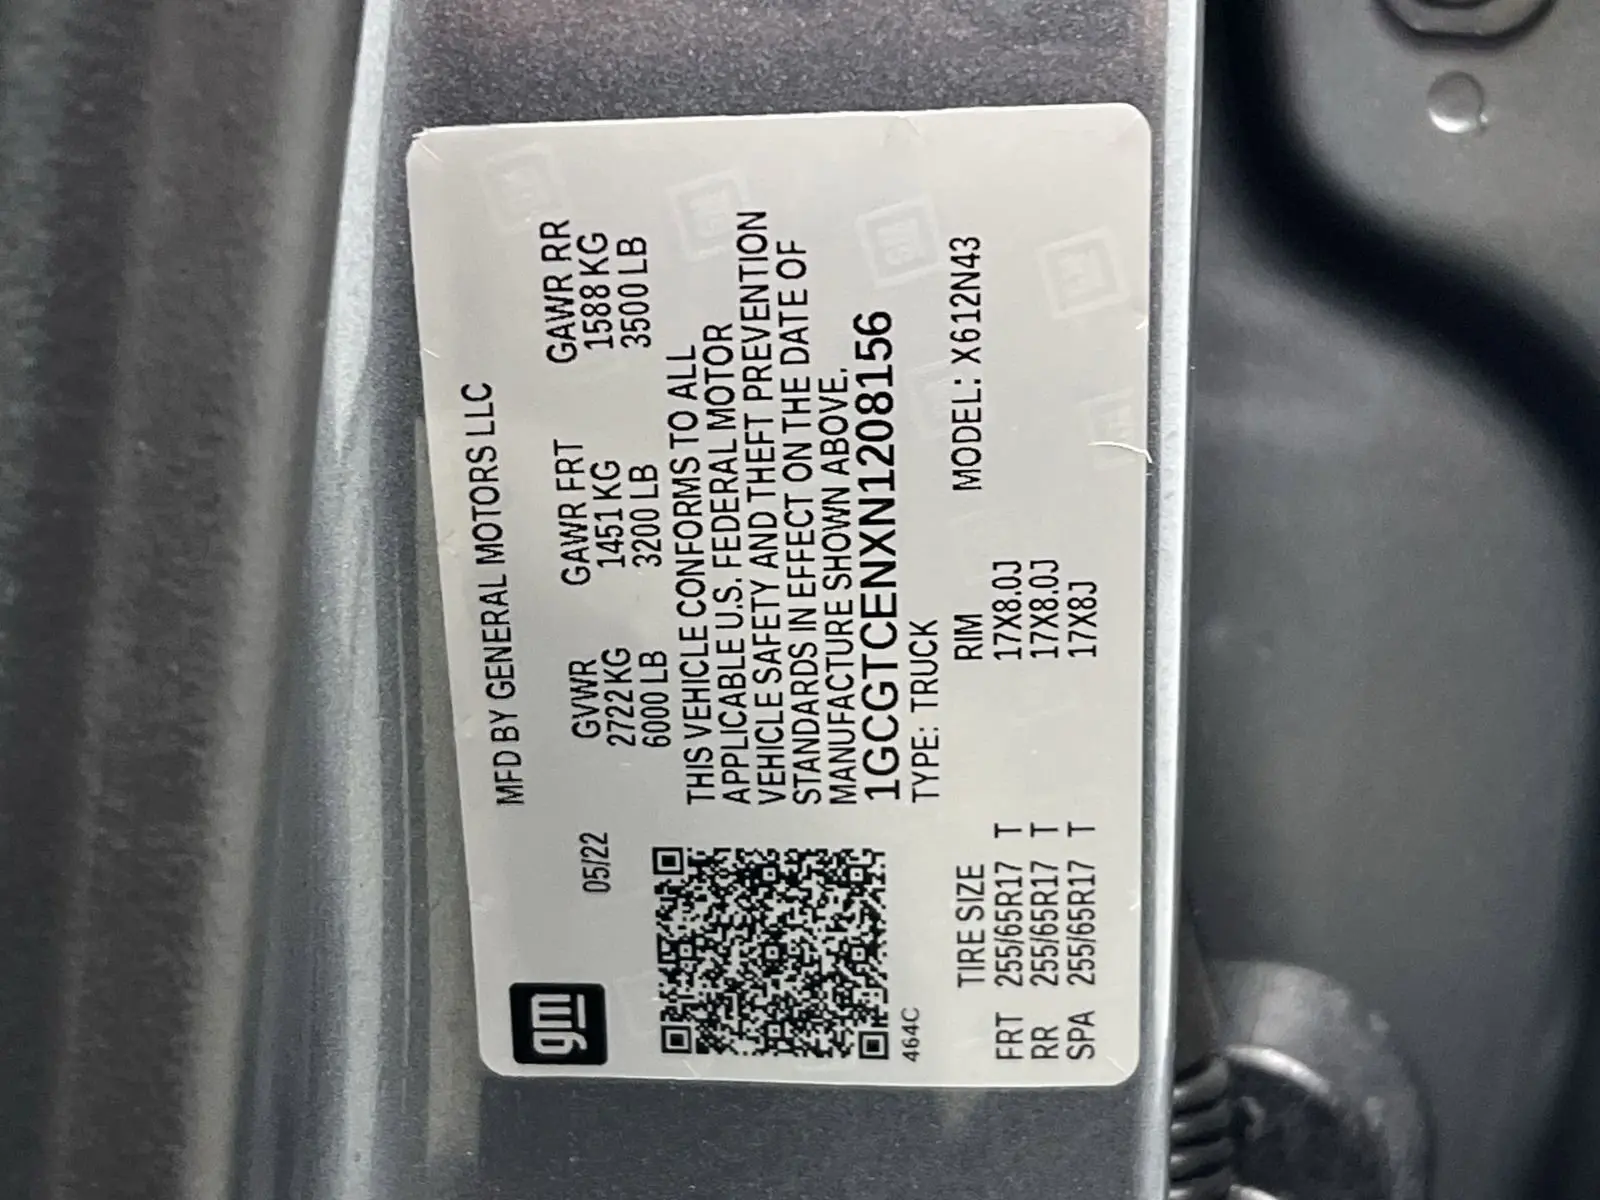 gm
MFD BY GENERAL MOTORS LLC
05/22
GVWR GAWR FRT GAWR RR
2722 KG 1451 KG 1588 KG
6000 LB 3200 LB 3500 LB
THIS VEHICLE CONFORMS TO ALL
APPLICABLE U.S. FEDERAL MOTOR
VEHICLE SAFETY AND THEFT PREVENTION
STANDARDS IN EFFECT ON THE DATE OF
MANUFACTURE SHOWN ABOVE.
1GCGTCENXN1208156
464C
TYPE: TRUCK
MODEL: X612N43
TIRE SIZE RIM
FRT 255/65R17 T 17X8.0J
RR 255/65R17 T 17X8.0J
SPA 255/65R17 T 17X8J